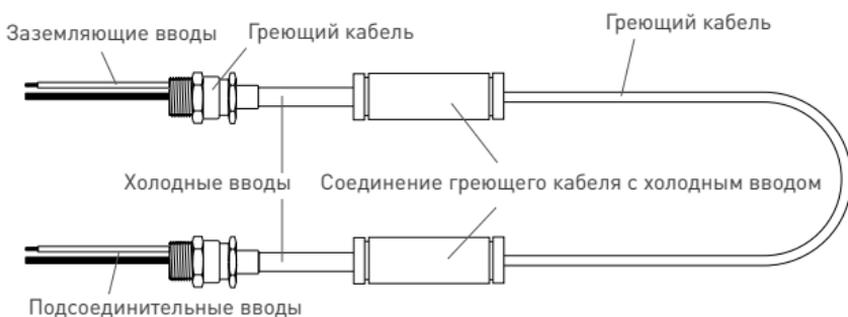 Заземляющие вводы
Греющий кабель
Греющий кабель
Холодные вводы
Соединение греющего кабеля с холодным вводом
Подсоединительные вводы